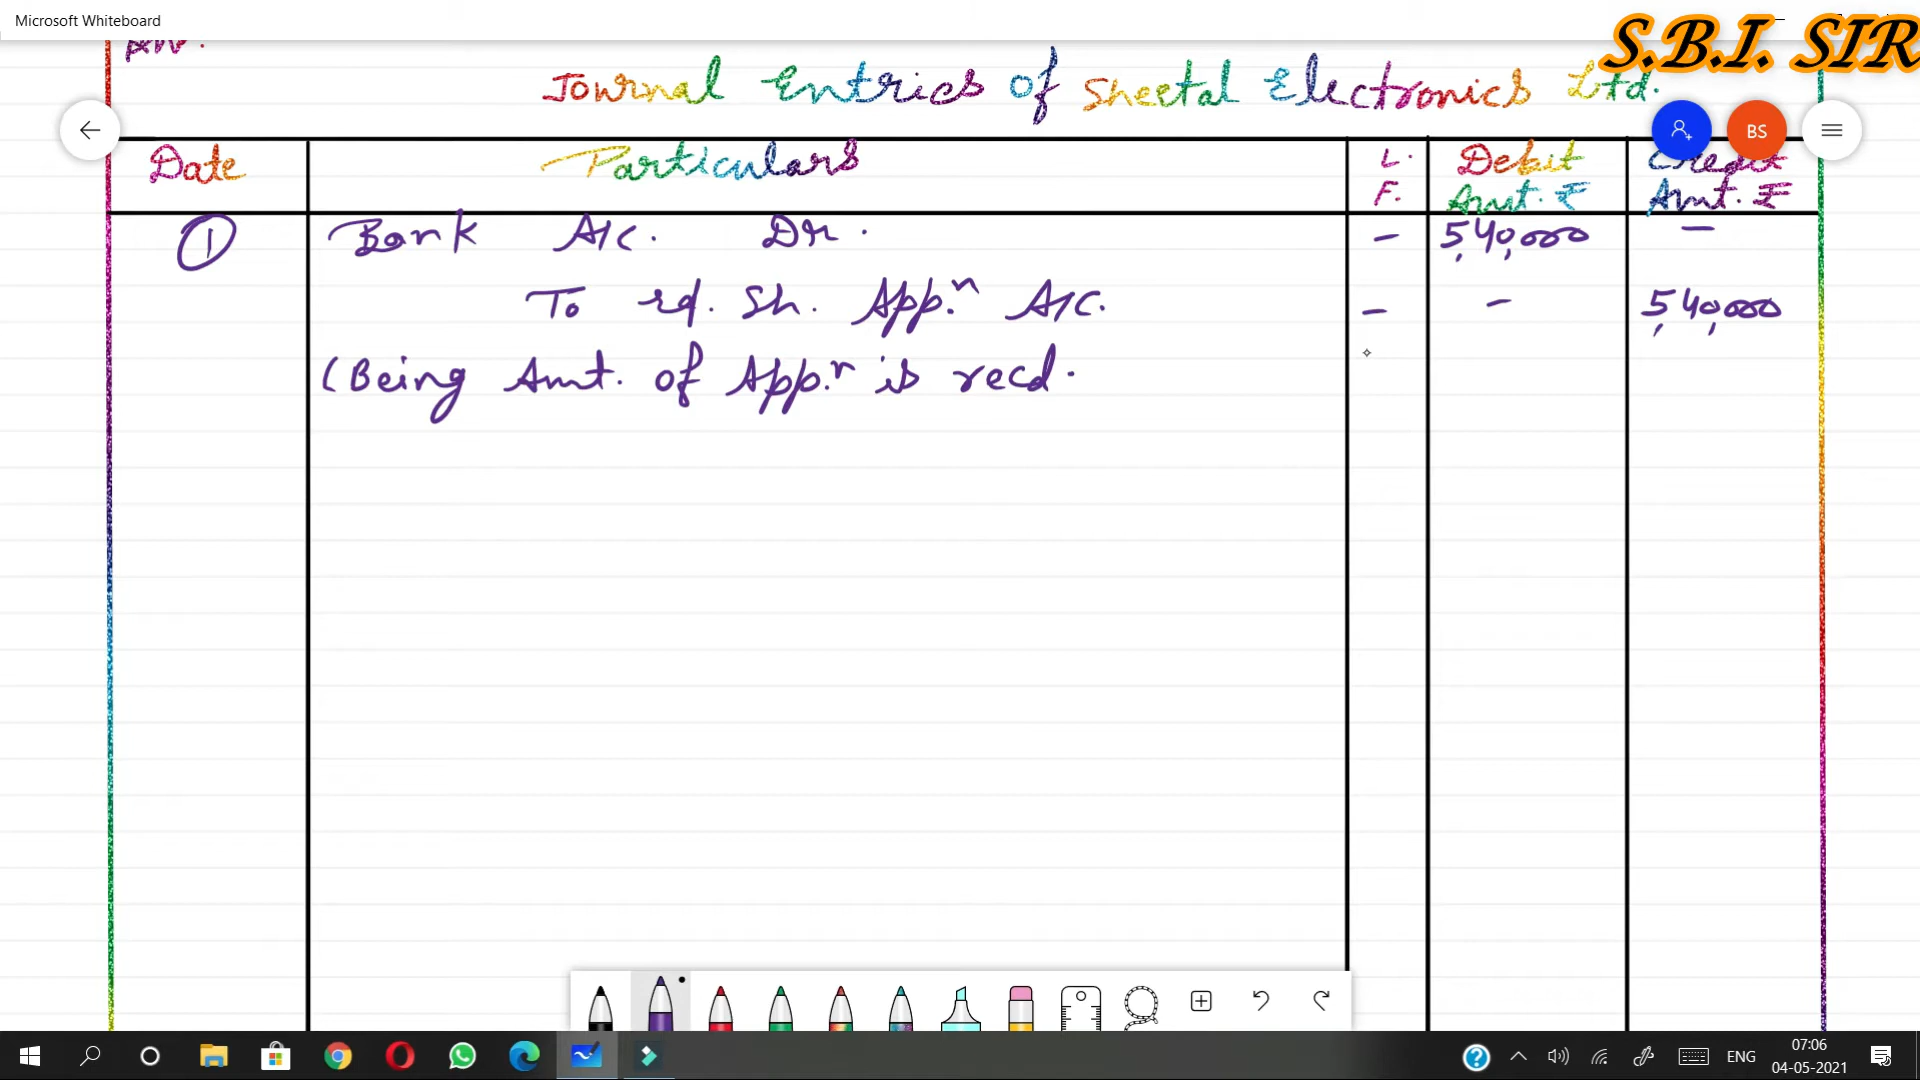 Microsoft Whiteboard
S.B.I. SIR
Journal Entries of Sheetal Electronics Ltd.
BS
Date Particulars L. F. Debit Amt. ₹ Credit Amt. ₹
① Bank A/c. Dr. - 5,40,000 -
To eq. Sh. App.n A/c. - - 5,40,000
(Being Amt. of App.n is recd.
ENG
07:06
04-05-2021